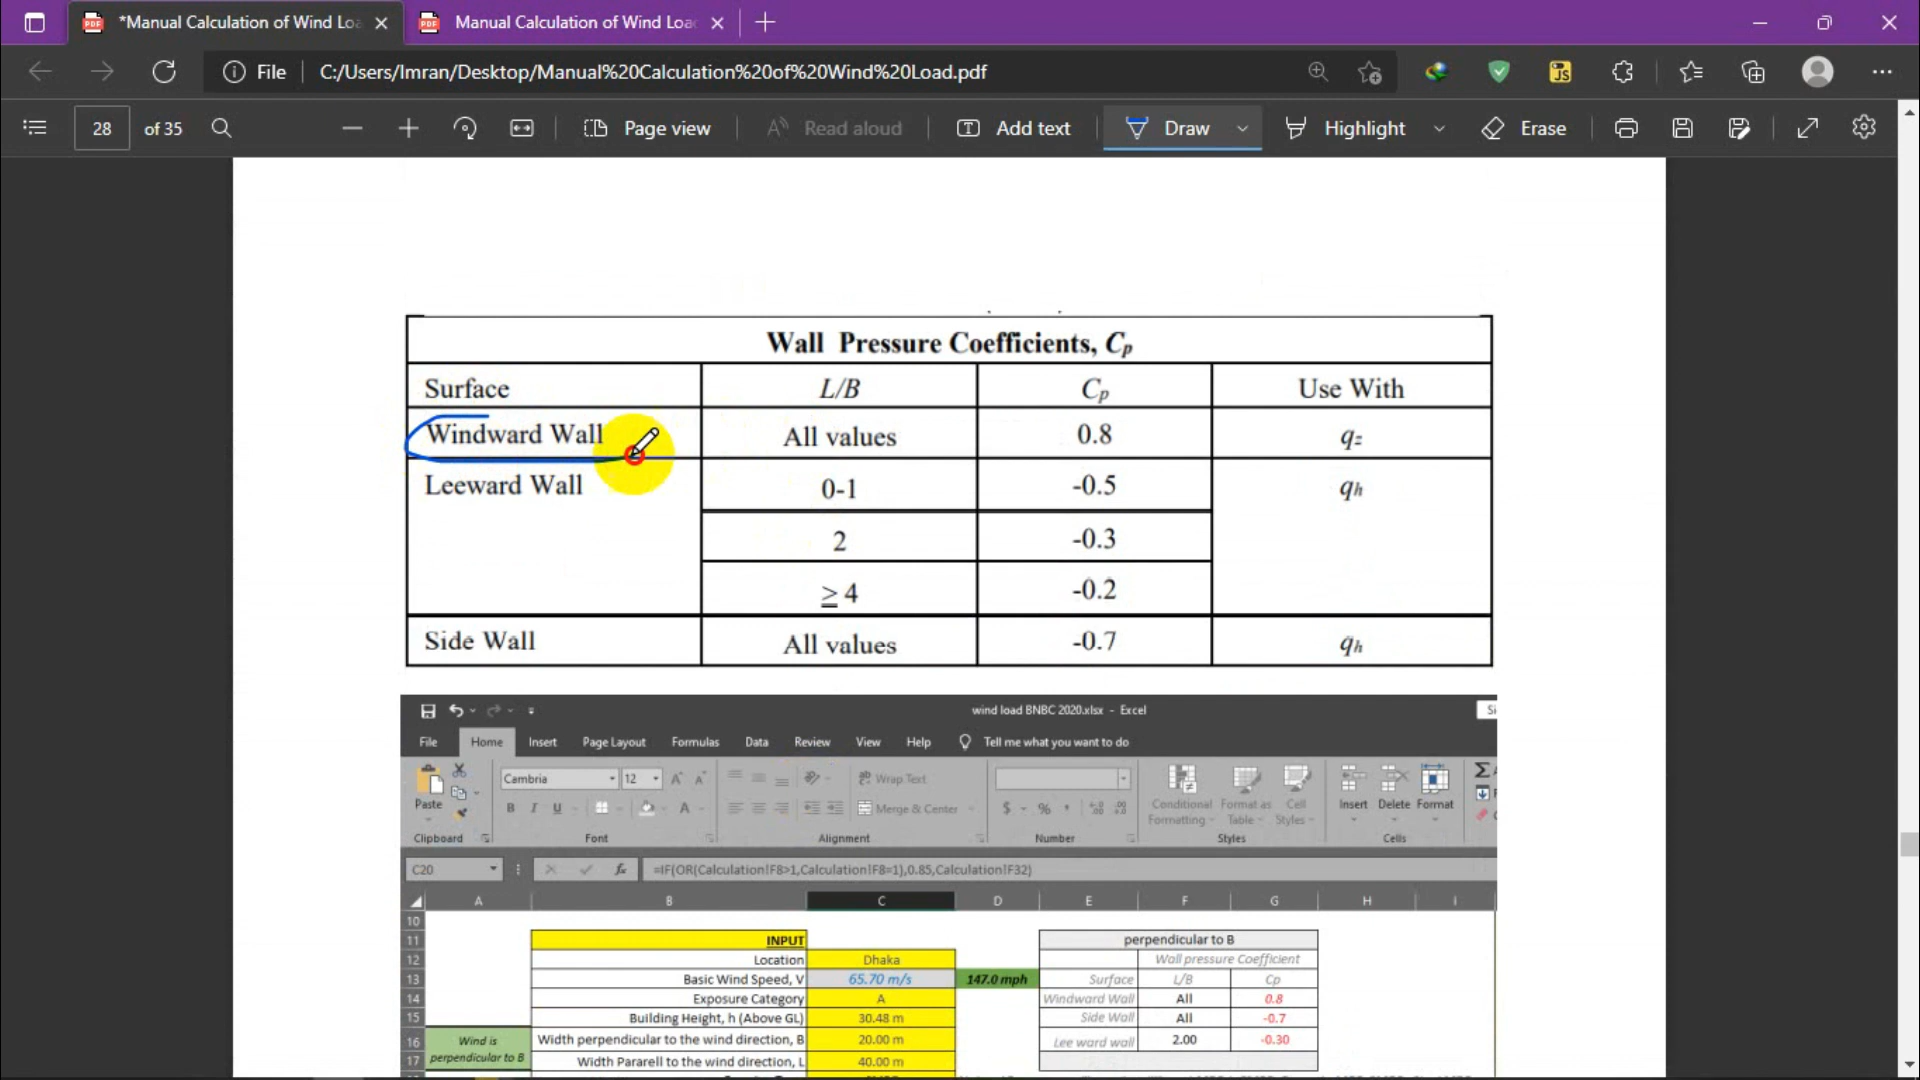 *Manual Calculation of Wind Loa
Manual Calculation of Wind Loa
File
C:/Users/Imran/Desktop/Manual%20Calculation%20of%20Wind%20Load.pdf
28 of 35
Page view
Read aloud
Add text
Draw
Highlight
Erase
Wall Pressure Coefficients, Cp
Surface L/B Cp Use With
Windward Wall All values 0.8 qz
Leeward Wall 0-1 -0.5 qh
2 -0.3
≥ 4 -0.2
Side Wall All values -0.7 qh
wind load BNBC 2020.xlsx - Excel
File Home Insert Page Layout Formulas Data Review View Help Tell me what you want to do
Cambria 12 Wrap Text
Paste B I U A Merge & Center $ % Conditional Formatting Format as Table Cell Styles Insert Delete Format
Clipboard Font Alignment Number Styles Cells
C20 fx =IF(OR(Calculation!F8>1,Calculation!F8=1),0.85,Calculation!F32)
A B C D E F G H I
10
11 INPUT perpendicular to B
12 Location Dhaka Wall pressure Coefficient
13 Basic Wind Speed, V 65.70 m/s 147.0 mph Surface L/B Cp
14 Exposure Category A Windward Wall All 0.8
15 Building Height, h (Above GL) 30.48 m Side Wall All -0.7
16 Wind is Width perpendicular to the wind direction, B 20.00 m Lee ward wall 2.00 -0.30
17 perpendicular to B Width Pararell to the wind direction, L 40.00 m